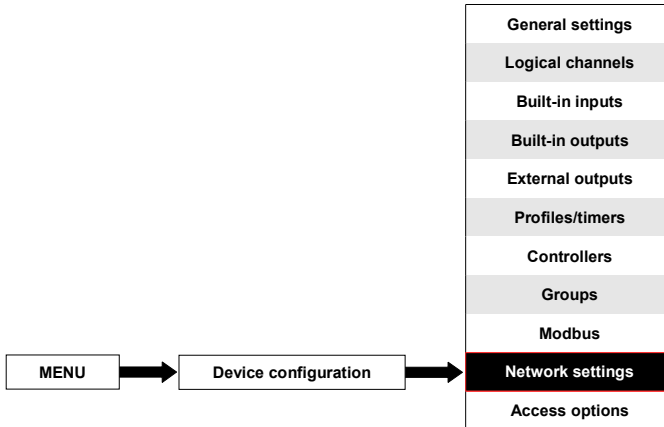 General settings
Logical channels
Built-in inputs
Built-in outputs
External outputs
Profiles/timers
Controllers
Groups
Modbus
MENU
Device configuration
Network settings
Access options